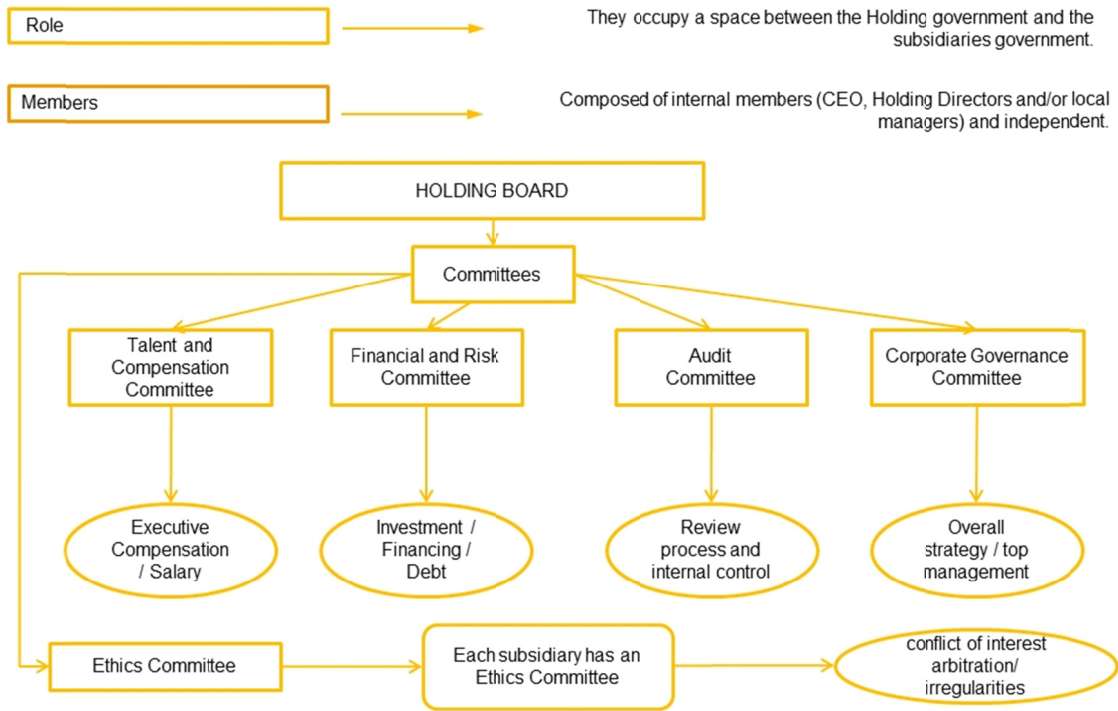 Role
They occupy a space between the Holding government and the
subsidiaries government.
Members
Composed of internal members (CEO, Holding Directors and/or local
managers) and independent.
HOLDING BOARD
Committees
Talent and
Compensation
Committee
Financial and Risk
Committee
Audit
Committee
Corporate Governance
Committee
Executive
Compensation
/ Salary
Investment /
Financing /
Debt
Review
process and
internal control
Overall
strategy / top
management
Ethics Committee
Each subsidiary has an
Ethics Committee
conflict of interest
arbitration/
irregularities